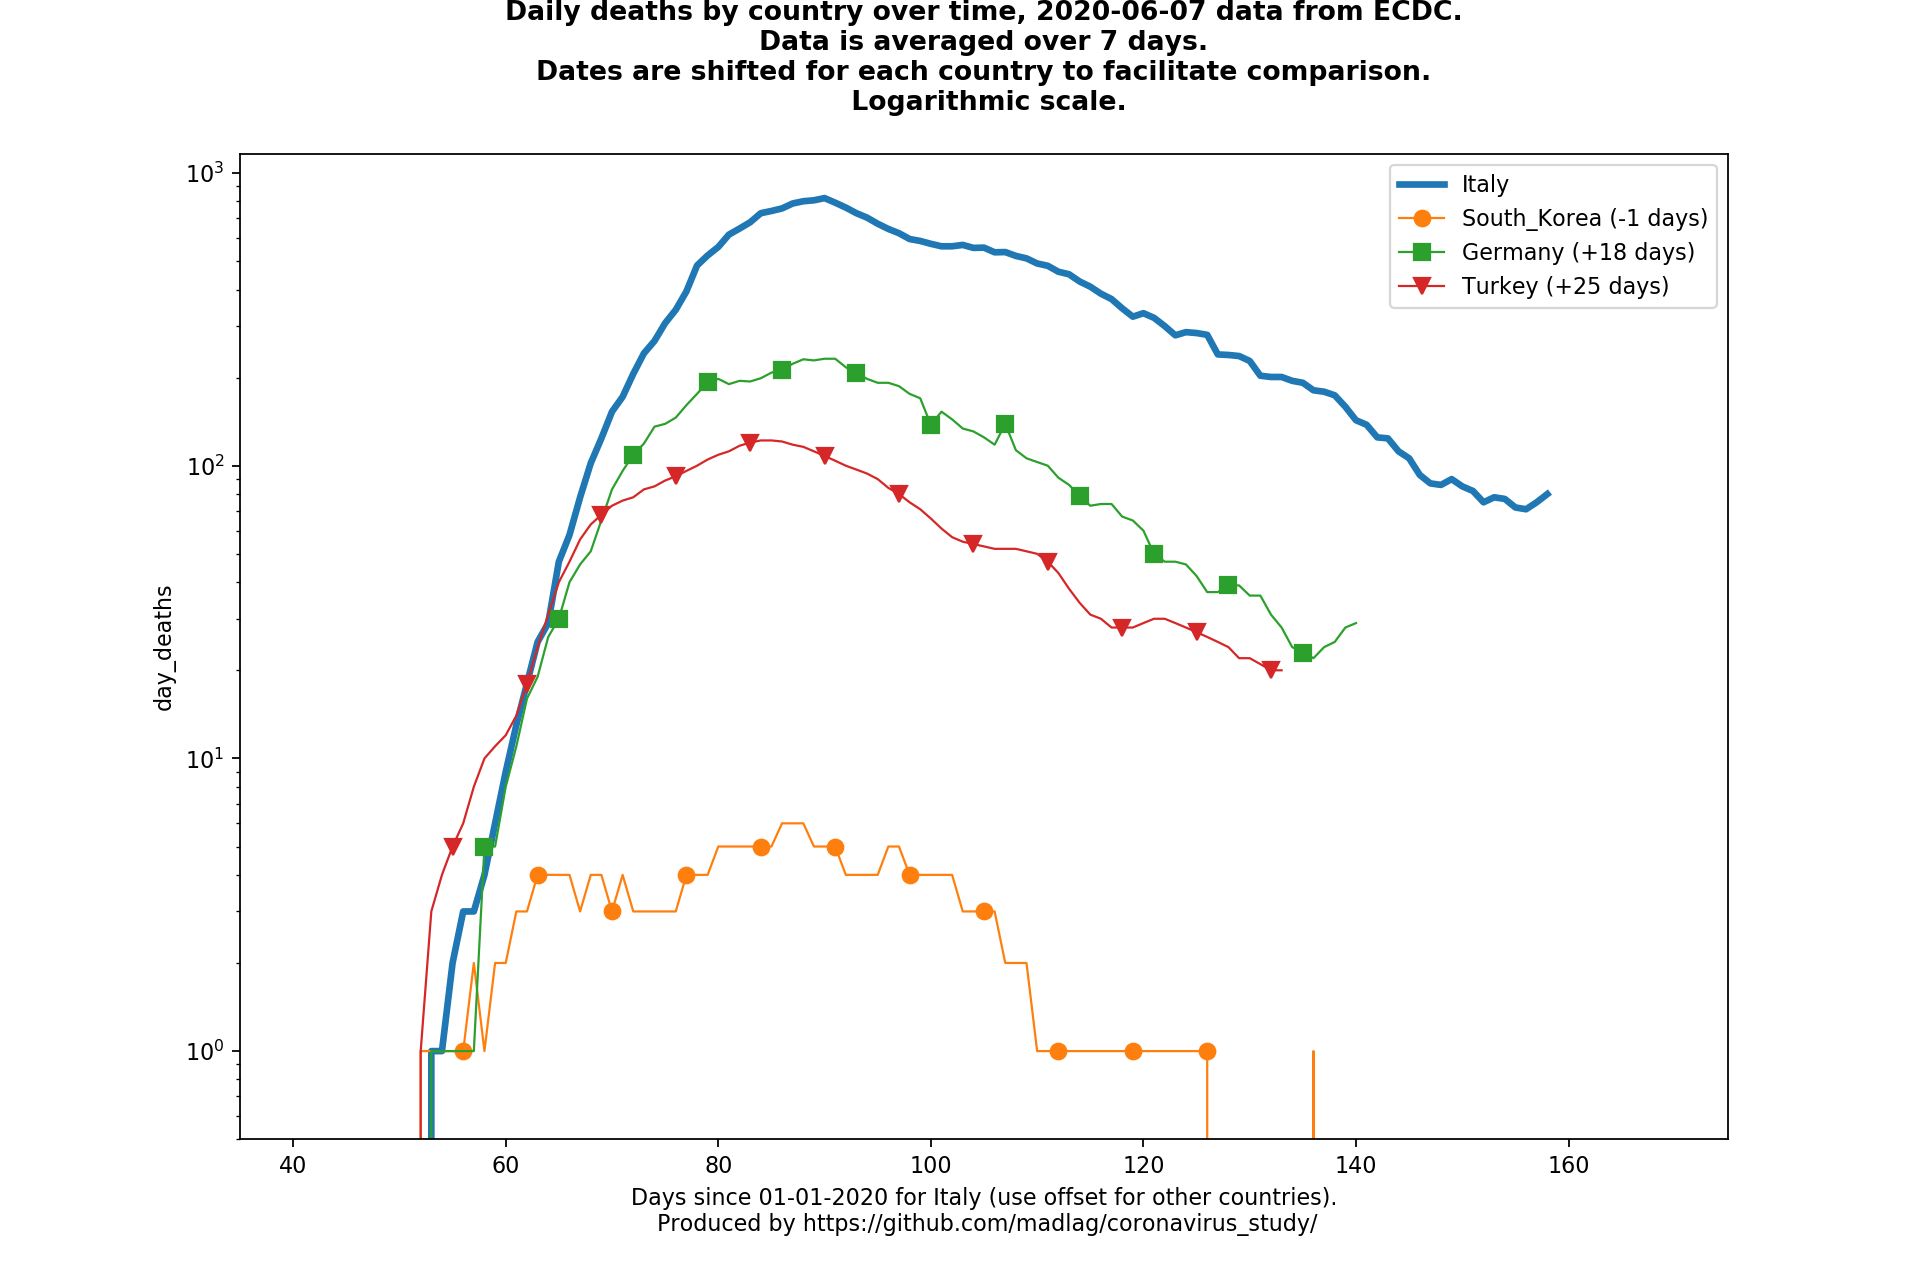 Daily deaths by country over time, 2020-06-07 data from ECDC.
Data is averaged over 7 days.
Dates are shifted for each country to facilitate comparison.
Logarithmic scale.
10³
10²
10¹
10⁰
day_deaths
Italy
South_Korea (-1 days)
Germany (+18 days)
Turkey (+25 days)
40 60 80 100 120 140 160
Days since 01-01-2020 for Italy (use offset for other countries).
Produced by https://github.com/madlag/coronavirus_study/